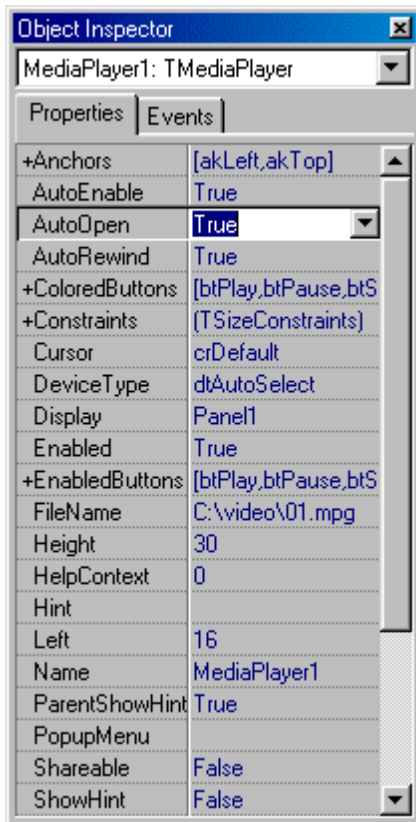 Object Inspector
MediaPlayer1: TMediaPlayer
Properties Events
+Anchors [akLeft,akTop]
AutoEnable True
AutoOpen True
AutoRewind True
+ColoredButtons [btPlay,btPause,btS
+Constraints (TSizeConstraints)
Cursor crDefault
DeviceType dtAutoSelect
Display Panel1
Enabled True
+EnabledButtons [btPlay,btPause,btS
FileName C:\video\01.mpg
Height 30
HelpContext 0
Hint
Left 16
Name MediaPlayer1
ParentShowHint True
PopupMenu
Shareable False
ShowHint False